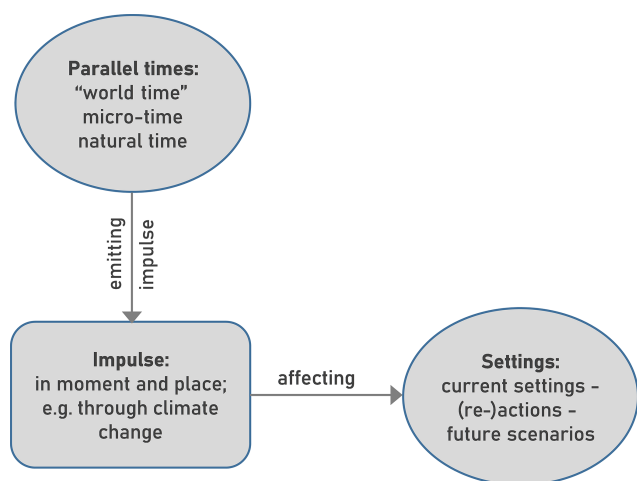 Parallel times:
“world time”
micro-time
natural time
emitting
impulse
Impulse:
in moment and place;
e.g. through climate
change
affecting
Settings:
current settings -
(re-)actions -
future scenarios